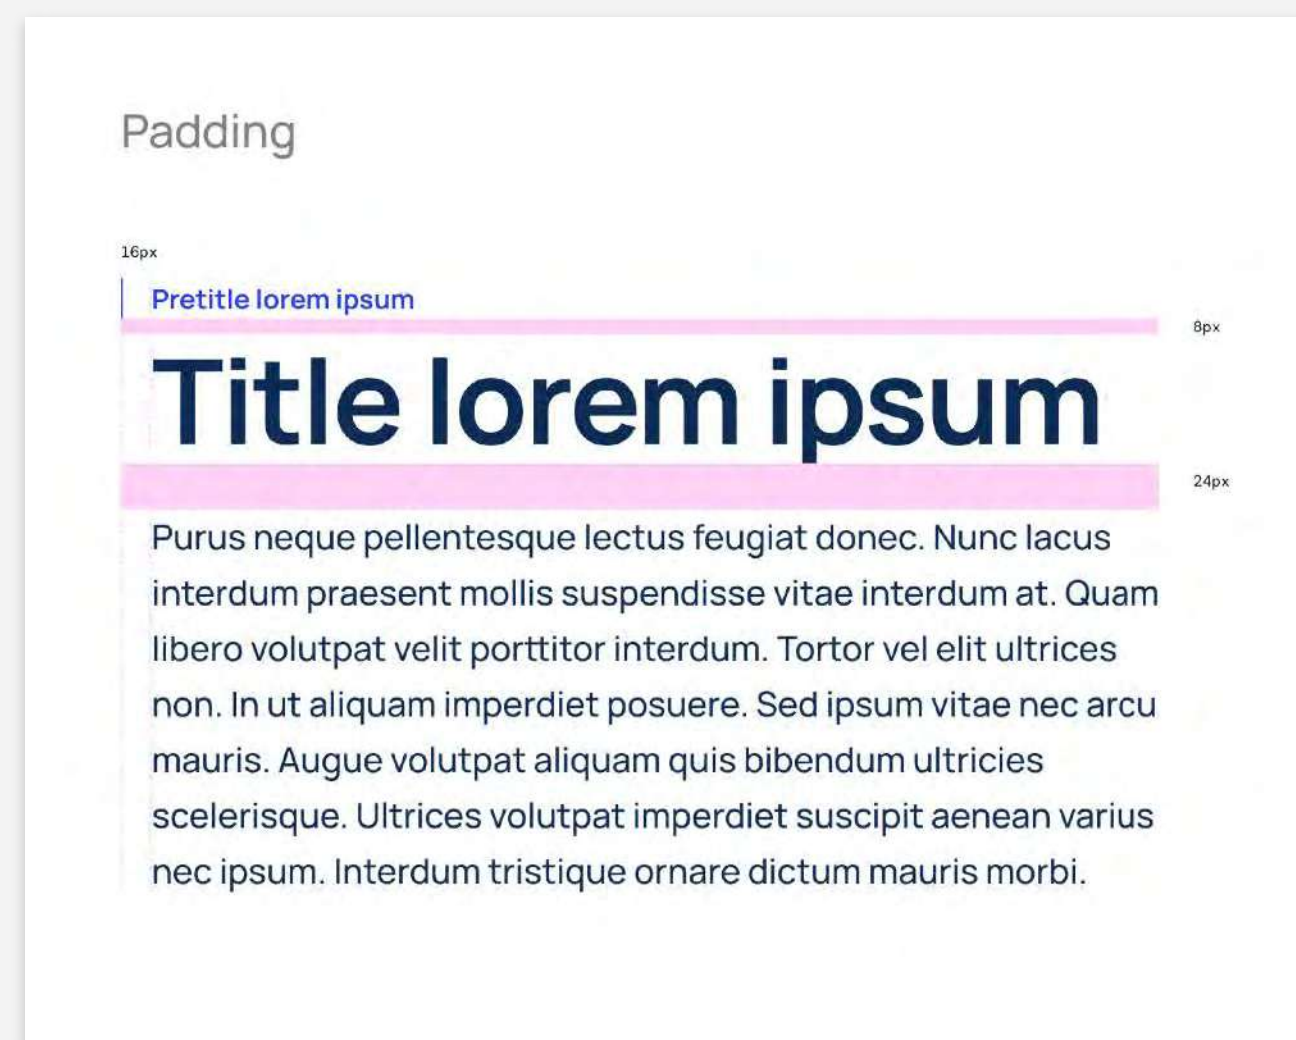 Padding
16px
Pretitle lorem ipsum
8px
Title lorem ipsum
24px
Purus neque pellentesque lectus feugiat donec. Nunc lacus
interdum praesent mollis suspendisse vitae interdum at. Quam
libero volutpat velit porttitor interdum. Tortor vel elit ultrices
non. In ut aliquam imperdiet posuere. Sed ipsum vitae nec arcu
mauris. Augue volutpat aliquam quis bibendum ultricies
scelerisque. Ultrices volutpat imperdiet suscipit aenean varius
nec ipsum. Interdum tristique ornare dictum mauris morbi.